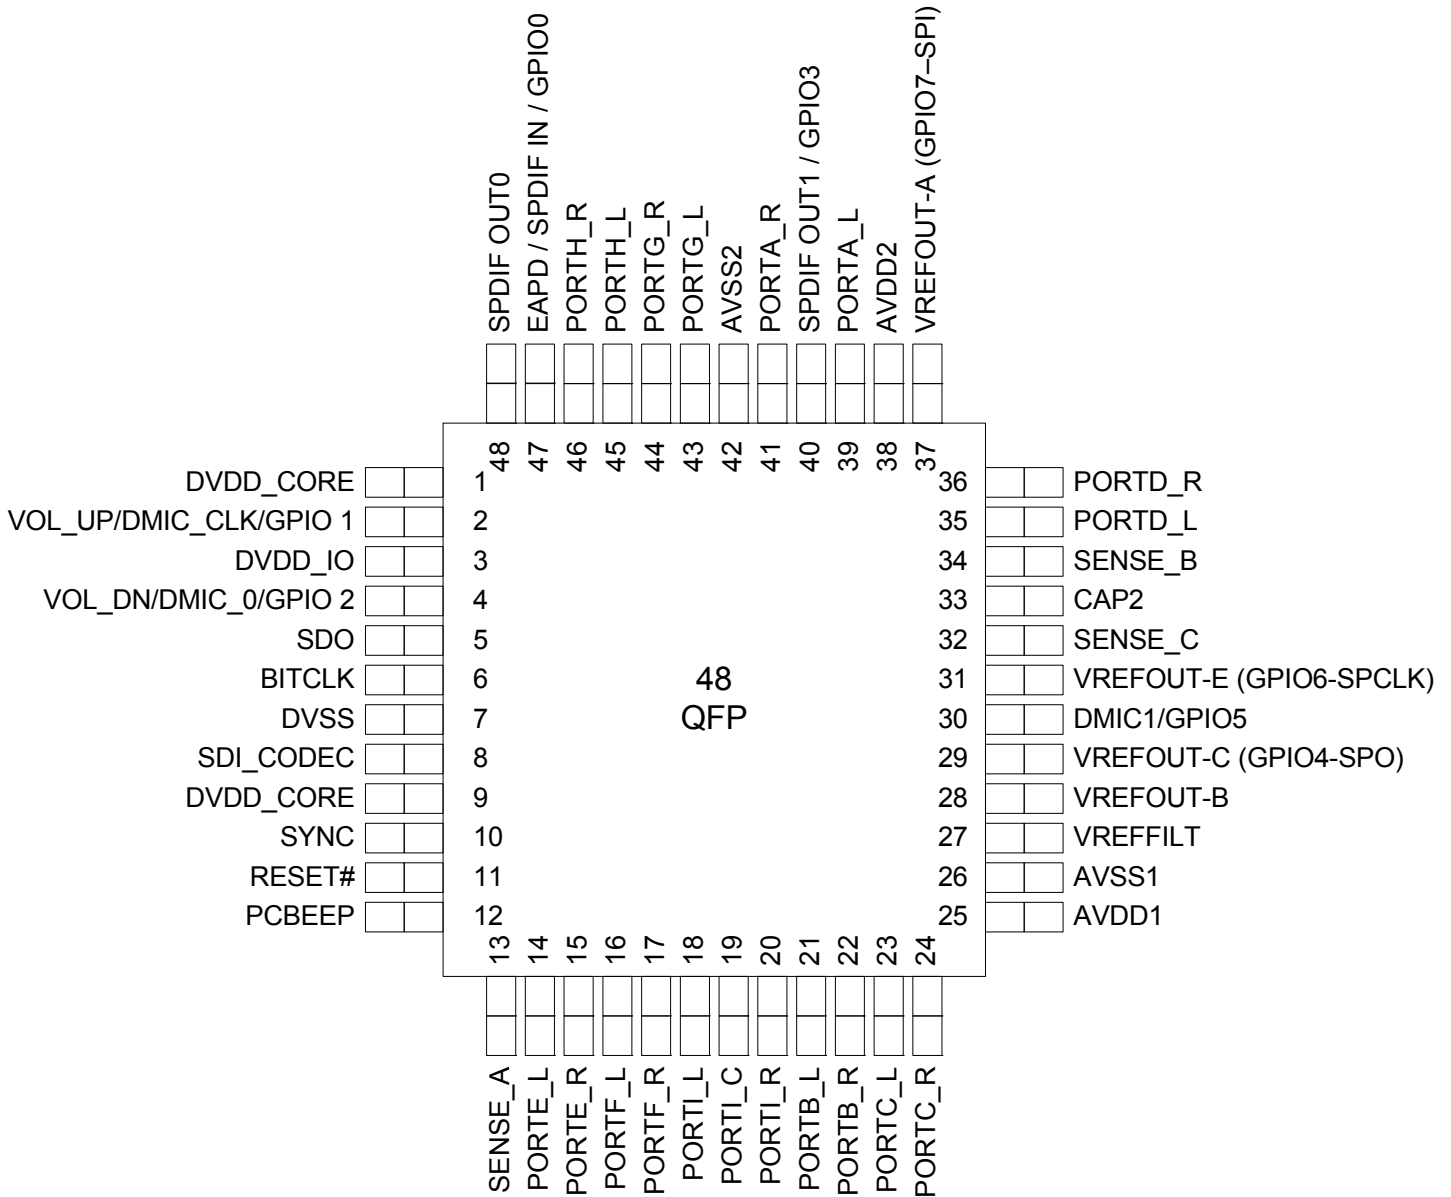 SPDIF OUT0
EAPD / SPDIF IN / GPIO0
PORTH_R
PORTH_L
PORTG_R
PORTG_L
AVSS2
PORTA_R
SPDIF OUT1 / GPIO3
PORTA_L
AVDD2
VREFOUT-A (GPIO7–SPI)
48
47
46
45
44
43
42
41
40
39
38
37
DVDD_CORE 1
VOL_UP/DMIC_CLK/GPIO 1 2
DVDD_IO 3
VOL_DN/DMIC_0/GPIO 2 4
SDO 5
BITCLK 6
DVSS 7
SDI_CODEC 8
DVDD_CORE 9
SYNC 10
RESET# 11
PCBEEP 12
48
QFP
36 PORTD_R
35 PORTD_L
34 SENSE_B
33 CAP2
32 SENSE_C
31 VREFOUT-E (GPIO6-SPCLK)
30 DMIC1/GPIO5
29 VREFOUT-C (GPIO4-SPO)
28 VREFOUT-B
27 VREFFILT
26 AVSS1
25 AVDD1
13
14
15
16
17
18
19
20
21
22
23
24
SENSE_A
PORTE_L
PORTE_R
PORTF_L
PORTF_R
PORTI_L
PORTI_C
PORTI_R
PORTB_L
PORTB_R
PORTC_L
PORTC_R